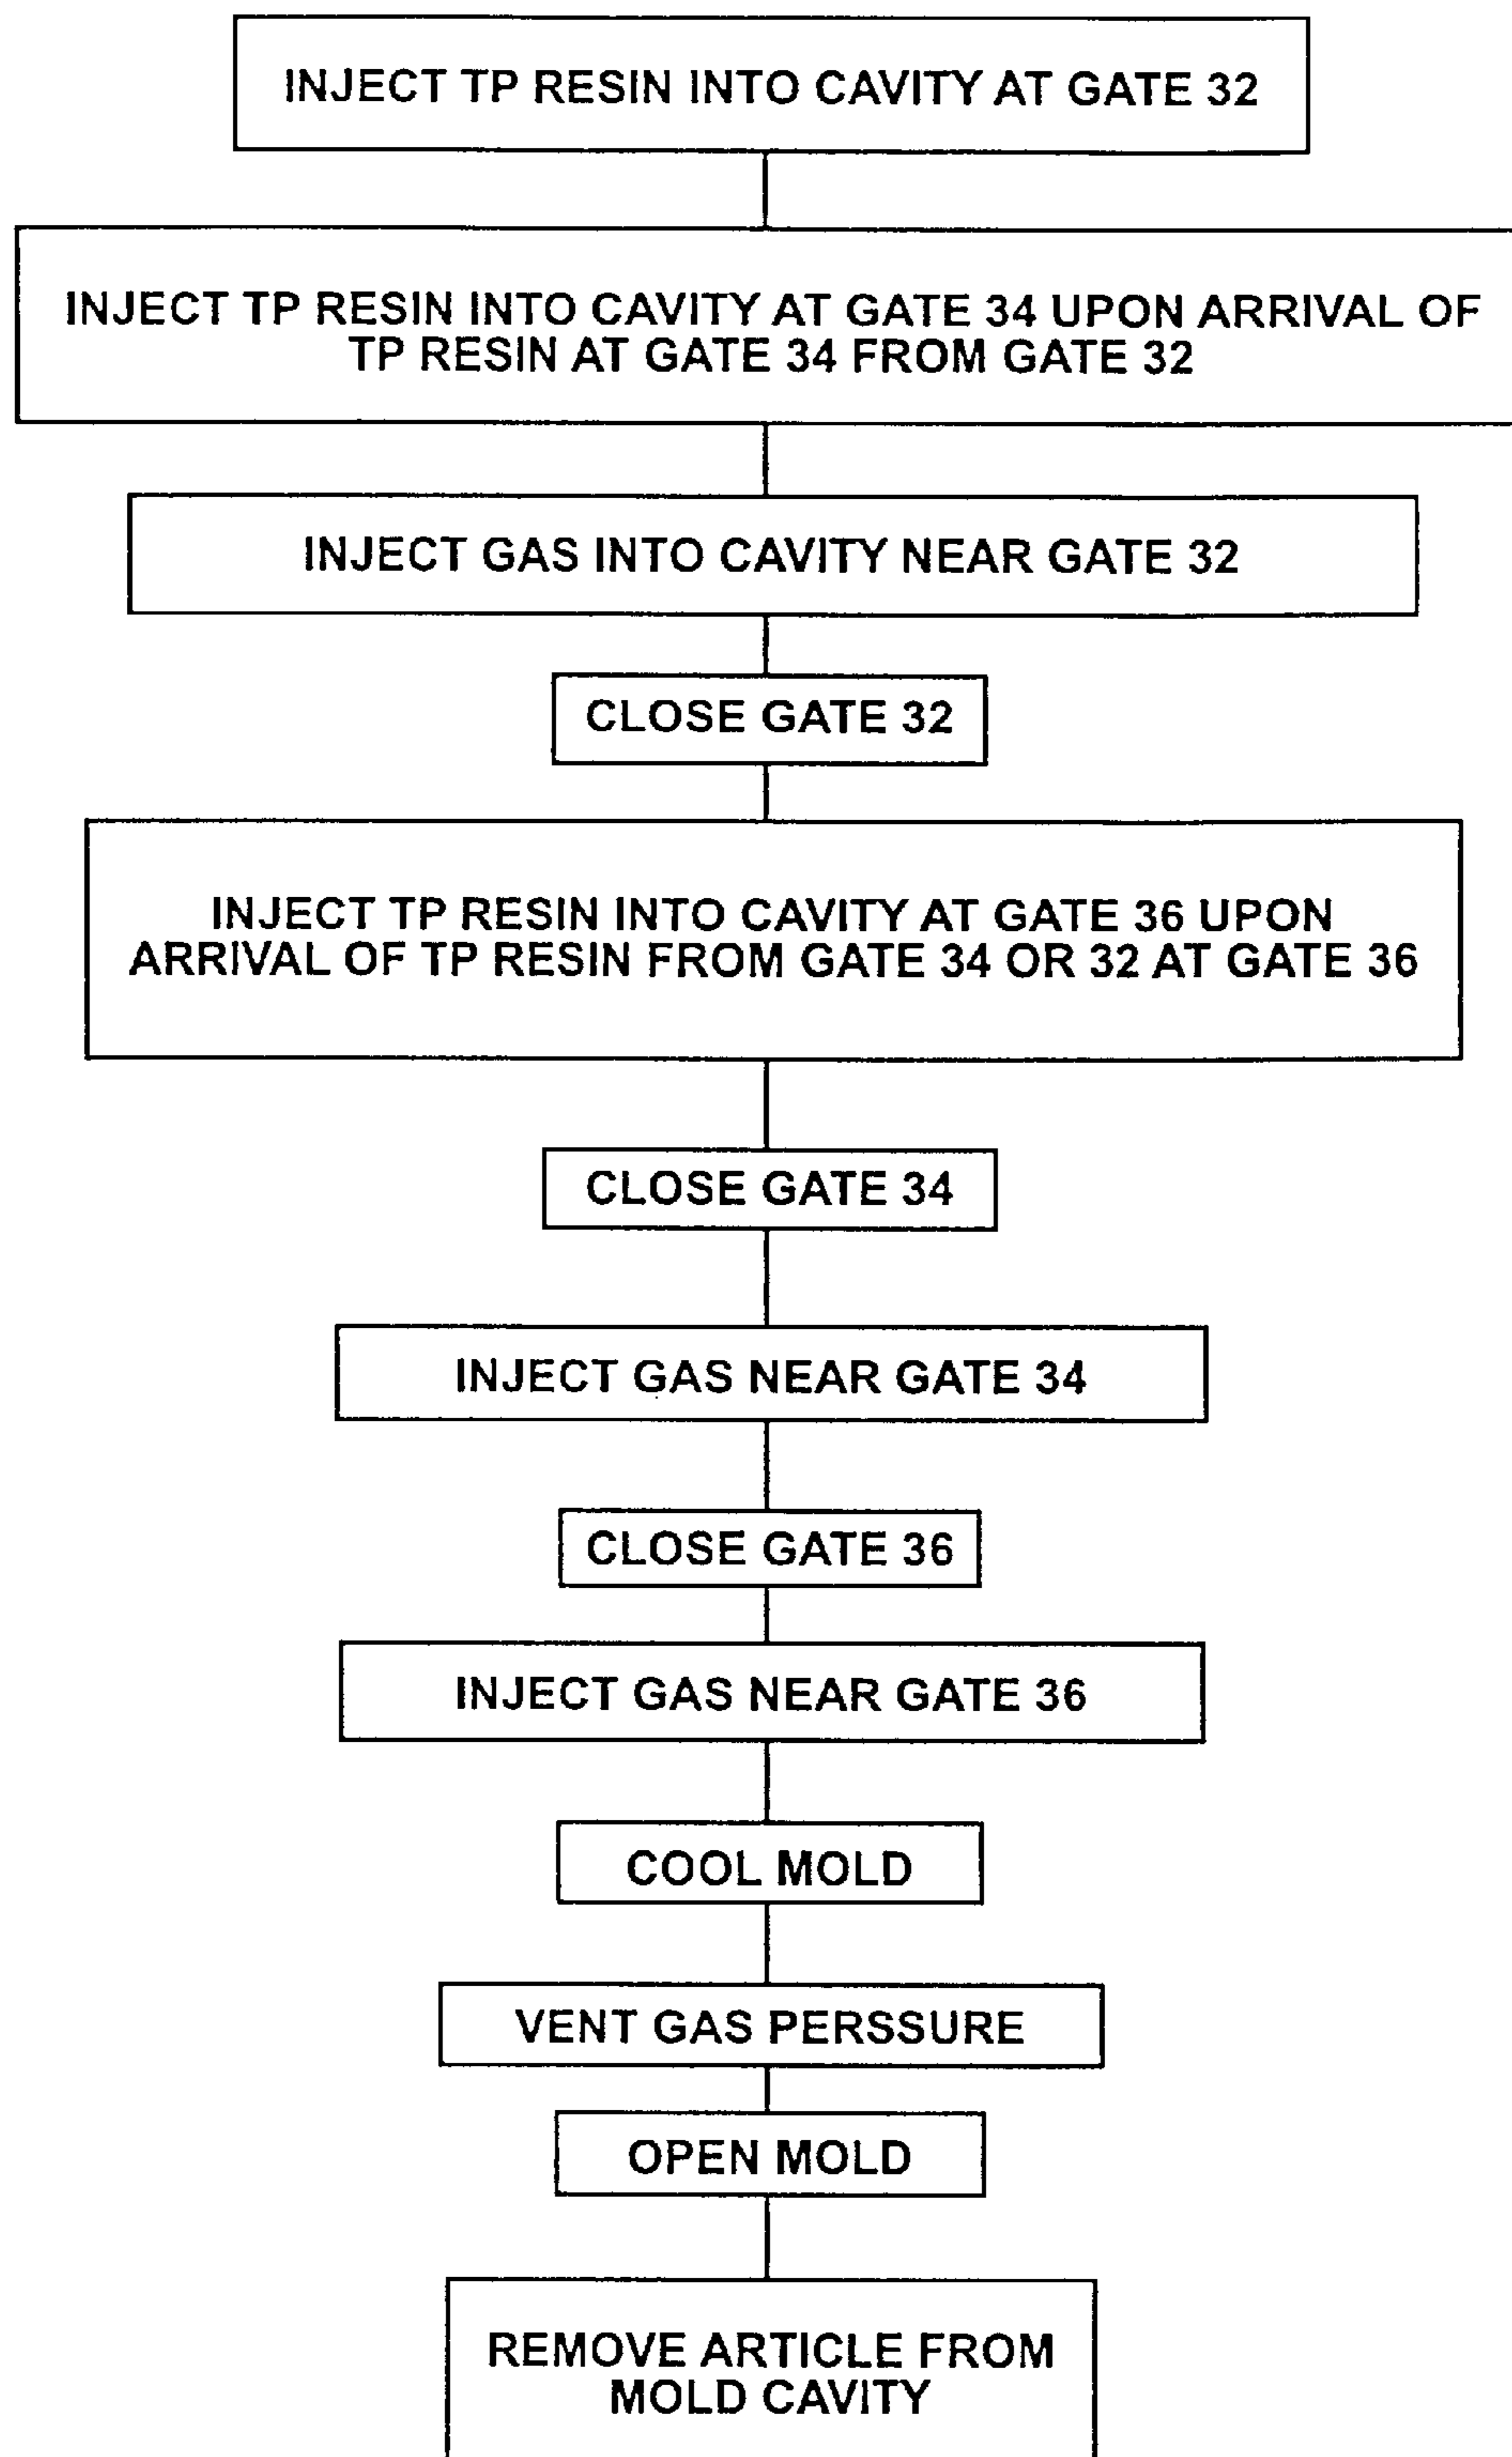 INJECT TP RESIN INTO CAVITY AT GATE 32
INJECT TP RESIN INTO CAVITY AT GATE 34 UPON ARRIVAL OF
TP RESIN AT GATE 34 FROM GATE 32
INJECT GAS INTO CAVITY NEAR GATE 32
CLOSE GATE 32
INJECT TP RESIN INTO CAVITY AT GATE 36 UPON
ARRIVAL OF TP RESIN FROM GATE 34 OR 32 AT GATE 36
CLOSE GATE 34
INJECT GAS NEAR GATE 34
CLOSE GATE 36
INJECT GAS NEAR GATE 36
COOL MOLD
VENT GAS PERSSURE
OPEN MOLD
REMOVE ARTICLE FROM
MOLD CAVITY